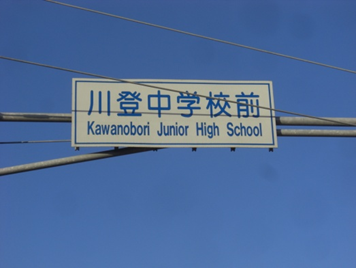 川登中学校前
Kawanobori Junior High School